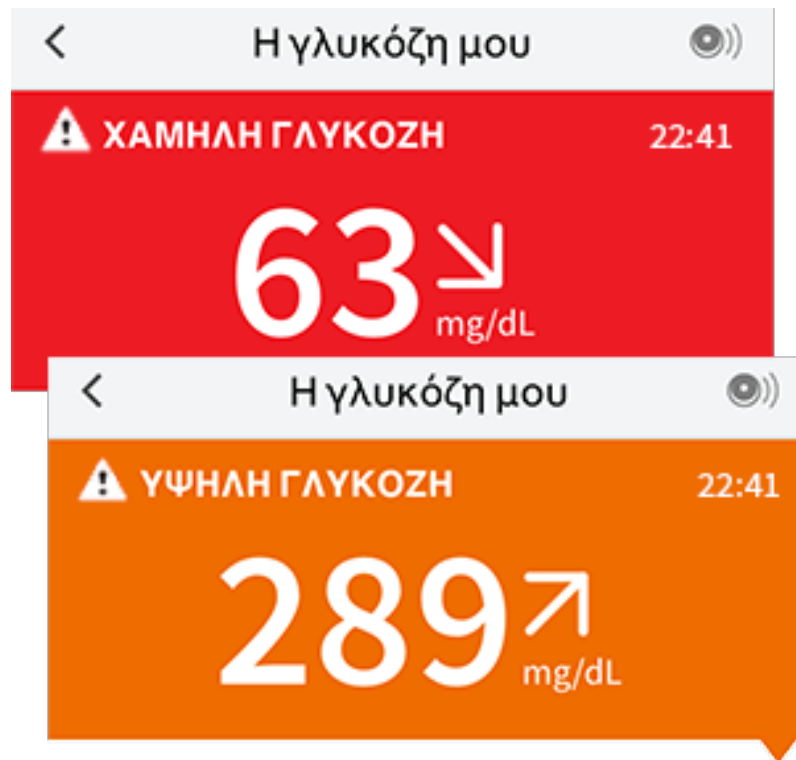 Η γλυκόζη μου
ΧΑΜΗΛΗ ΓΛΥΚΟΖΗ 22:41
63
mg/dL
Η γλυκόζη μου
ΥΨΗΛΗ ΓΛΥΚΟΖΗ 22:41
289
mg/dL